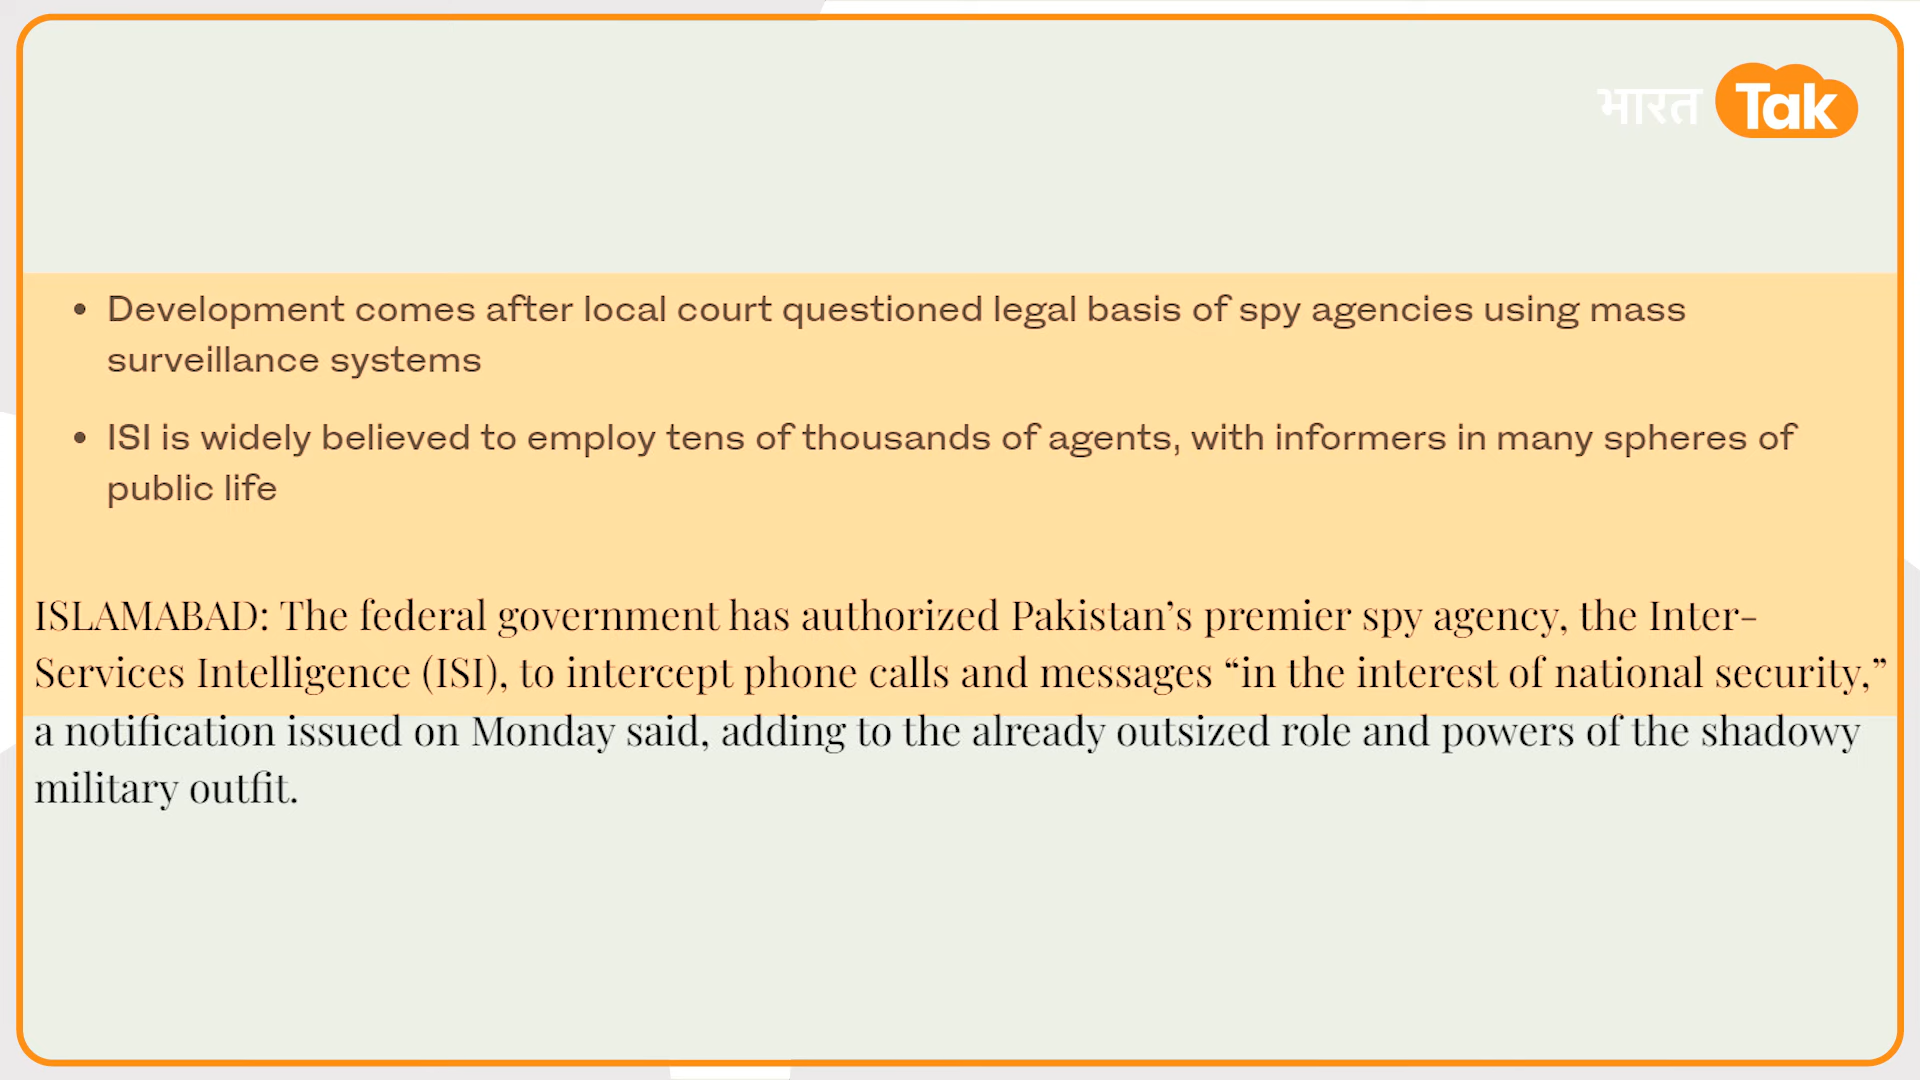 भारत Tak
• Development comes after local court questioned legal basis of spy agencies using mass
surveillance systems
• ISI is widely believed to employ tens of thousands of agents, with informers in many spheres of
public life
ISLAMABAD: The federal government has authorized Pakistan’s premier spy agency, the Inter-
Services Intelligence (ISI), to intercept phone calls and messages “in the interest of national security,”
a notification issued on Monday said, adding to the already outsized role and powers of the shadowy
military outfit.